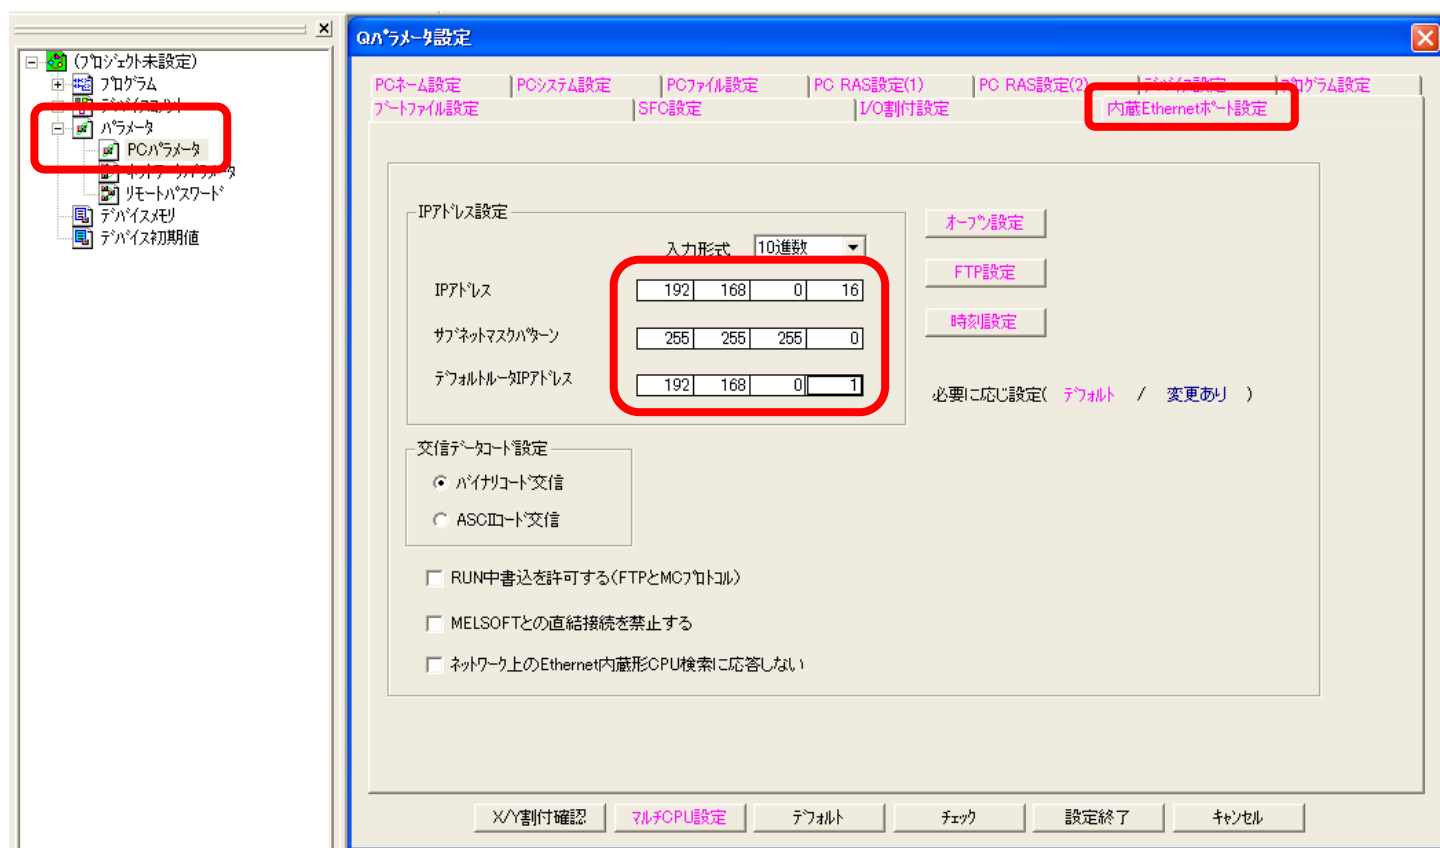 (ﾌﾟﾛｼﾞｪｸﾄ未設定)
ﾌﾟﾛｸﾞﾗﾑ
ﾊﾟﾗﾒｰﾀ
PCﾊﾟﾗﾒｰﾀ
ﾘﾓｰﾄﾊﾟｽﾜｰﾄﾞ
ﾃﾞﾊﾞｲｽﾒﾓﾘ
ﾃﾞﾊﾞｲｽ初期値
Qﾊﾟﾗﾒｰﾀ設定
PCﾈｰﾑ設定 PCｼｽﾃﾑ設定 PCﾌｧｲﾙ設定 PC RAS設定(1) PC RAS設定(2) ﾃﾞﾊﾞｲｽ設定 ﾌﾟﾛｸﾞﾗﾑ設定
ﾌﾞｰﾄﾌｧｲﾙ設定 SFC設定 I/O割付設定 内蔵Ethernetﾎﾟｰﾄ設定
IPｱﾄﾞﾚｽ設定
入力形式 10進数
IPｱﾄﾞﾚｽ 192 168 0 16
ｻﾌﾞﾈｯﾄﾏｽｸﾊﾟﾀｰﾝ 255 255 255 0
ﾃﾞﾌｫﾙﾄﾙｰﾀIPｱﾄﾞﾚｽ 192 168 0 1
ｵｰﾌﾟﾝ設定
FTP設定
時刻設定
必要に応じ設定( ﾃﾞﾌｫﾙﾄ / 変更あり )
交信ﾃﾞｰﾀｺｰﾄﾞ設定
ﾊﾞｲﾅﾘｺｰﾄﾞ交信
ASCIIｺｰﾄﾞ交信
RUN中書込を許可する(FTPとMCﾌﾟﾛﾄｺﾙ)
MELSOFTとの直結接続を禁止する
ﾈｯﾄﾜｰｸ上のEthernet内蔵形CPU検索に応答しない
X/Y割付確認 ﾏﾙﾁCPU設定 ﾃﾞﾌｫﾙﾄ ﾁｪｯｸ 設定終了 ｷｬﾝｾﾙ